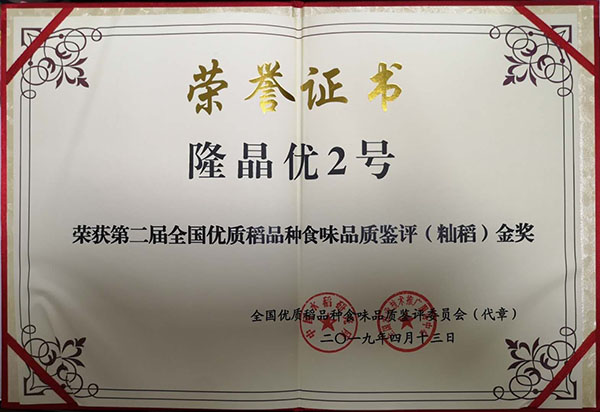 荣誉证书
隆晶优2号
荣获第二届全国优质稻品种食味品质鉴评（籼稻）金奖
全国优质稻品种食味品质鉴评委员会（代章）
二〇一九年四月十三日